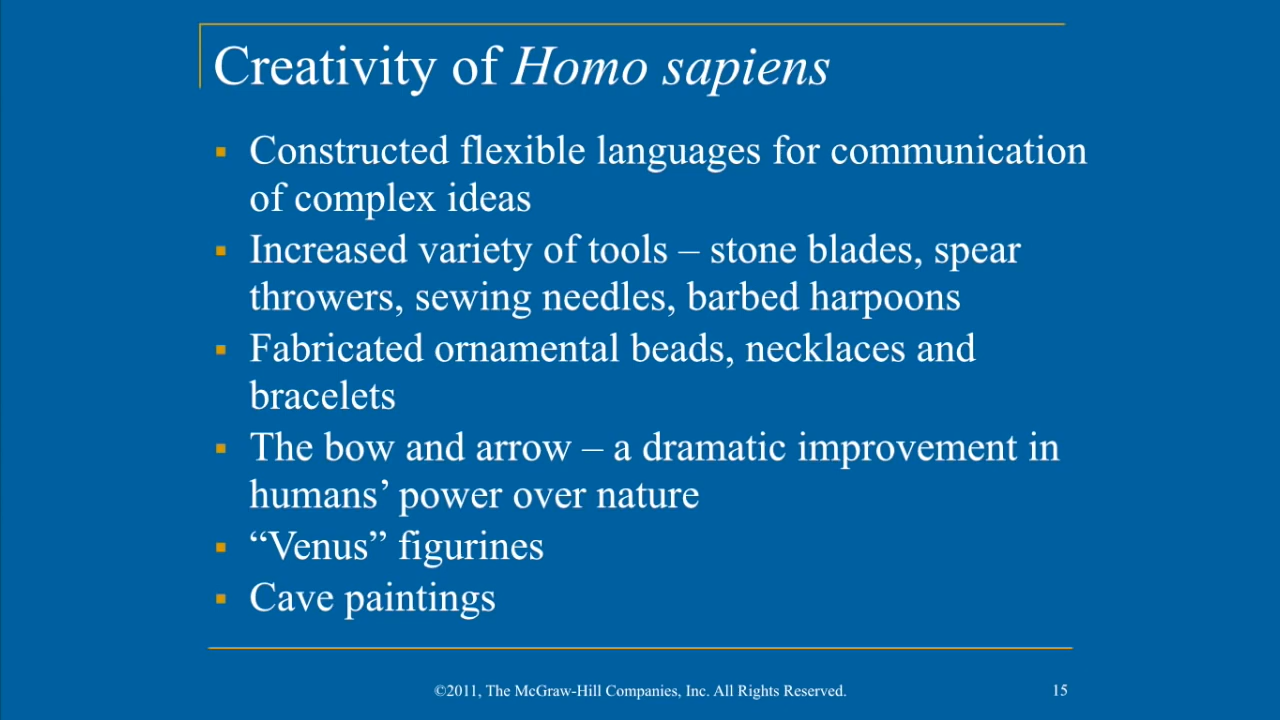 Creativity of Homo sapiens
▪ Constructed flexible languages for communication
of complex ideas
▪ Increased variety of tools – stone blades, spear
throwers, sewing needles, barbed harpoons
▪ Fabricated ornamental beads, necklaces and
bracelets
▪ The bow and arrow – a dramatic improvement in
humans’ power over nature
▪ “Venus” figurines
▪ Cave paintings
©2011, The McGraw-Hill Companies, Inc. All Rights Reserved.
15